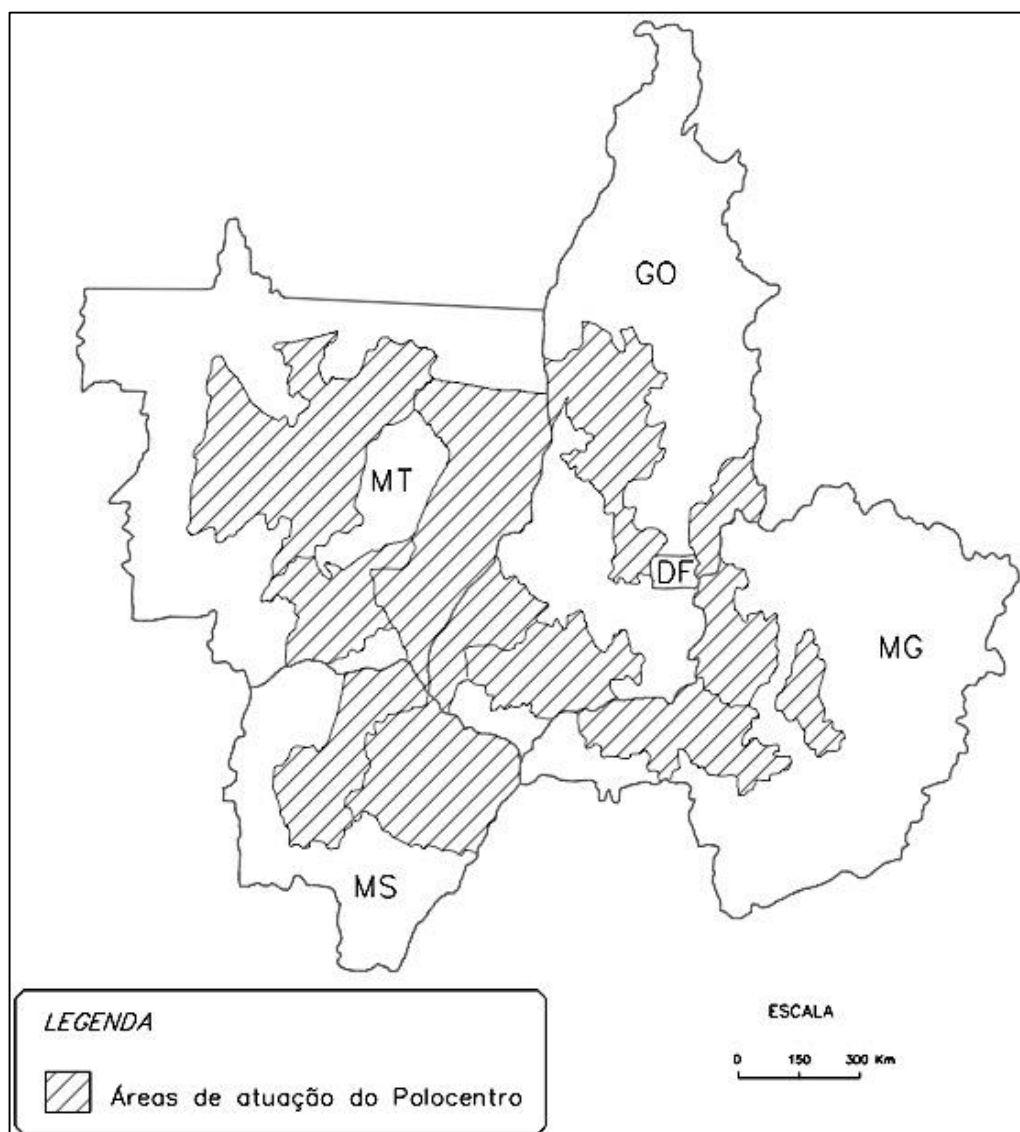 GO
MT
DF
MG
MS
LEGENDA
Áreas de atuação do Polocentro
ESCALA
0 150 300 Km